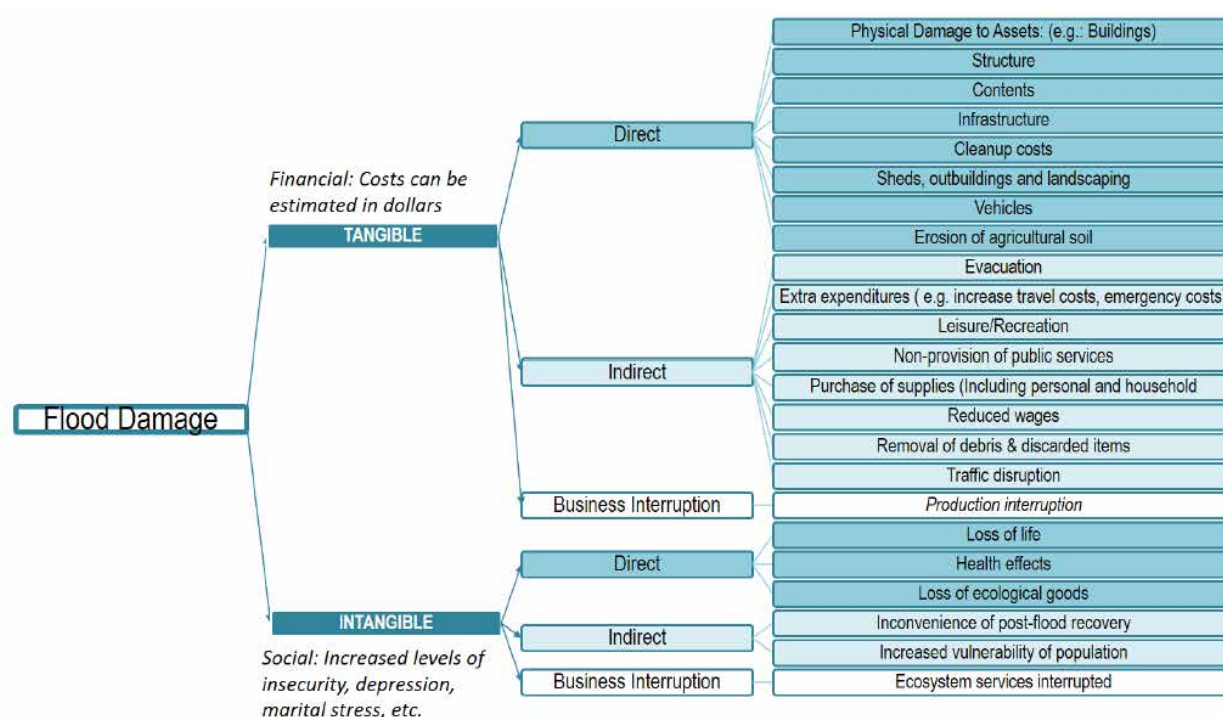 Flood Damage
Financial: Costs can be
estimated in dollars
TANGIBLE
Direct
Physical Damage to Assets: (e.g.: Buildings)
Structure
Contents
Infrastructure
Cleanup costs
Sheds, outbuildings and landscaping
Vehicles
Erosion of agricultural soil
Indirect
Evacuation
Extra expenditures ( e.g. increase travel costs, emergency costs)
Leisure/Recreation
Non-provision of public services
Purchase of supplies (Including personal and household
Reduced wages
Removal of debris & discarded items
Traffic disruption
Business Interruption
Production interruption
INTANGIBLE
Social: Increased levels of
insecurity, depression,
marital stress, etc.
Direct
Loss of life
Health effects
Loss of ecological goods
Indirect
Inconvenience of post-flood recovery
Increased vulnerability of population
Business Interruption
Ecosystem services interrupted